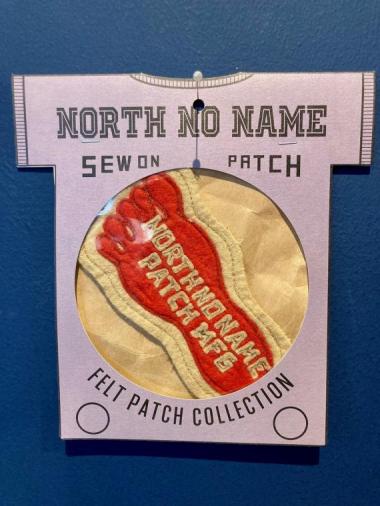 NORTH NO NAME
SEW ON PATCH
NORTH NO NAME
PATCH MFG
FELT PATCH COLLECTION